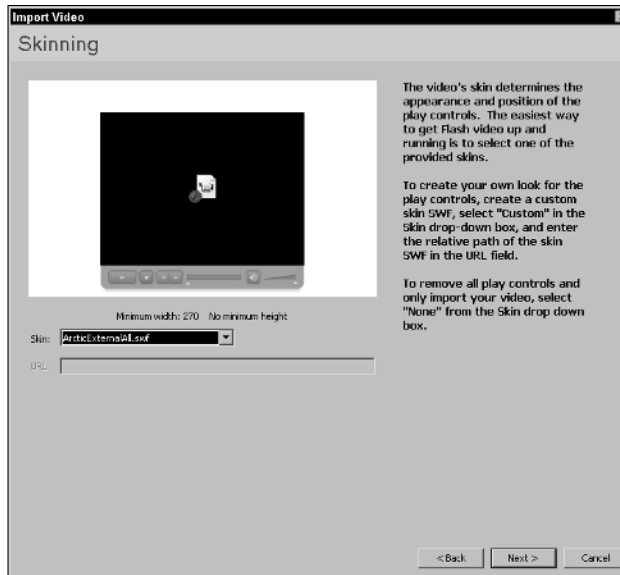 Import Video
Skinning
The video's skin determines the
appearance and position of the
play controls. The easiest way
to get Flash video up and
running is to select one of the
provided skins.
To create your own look for the
play controls, create a custom
skin SWF, select "Custom" in the
Skin drop-down box, and enter
the relative path of the skin
SWF in the URL field.
To remove all play controls and
only import your video, select
"None" from the Skin drop down
box.
Minimum width: 270 No minimum height
Skin: ArcticExternalAll.swf
URL:
< Back Next > Cancel